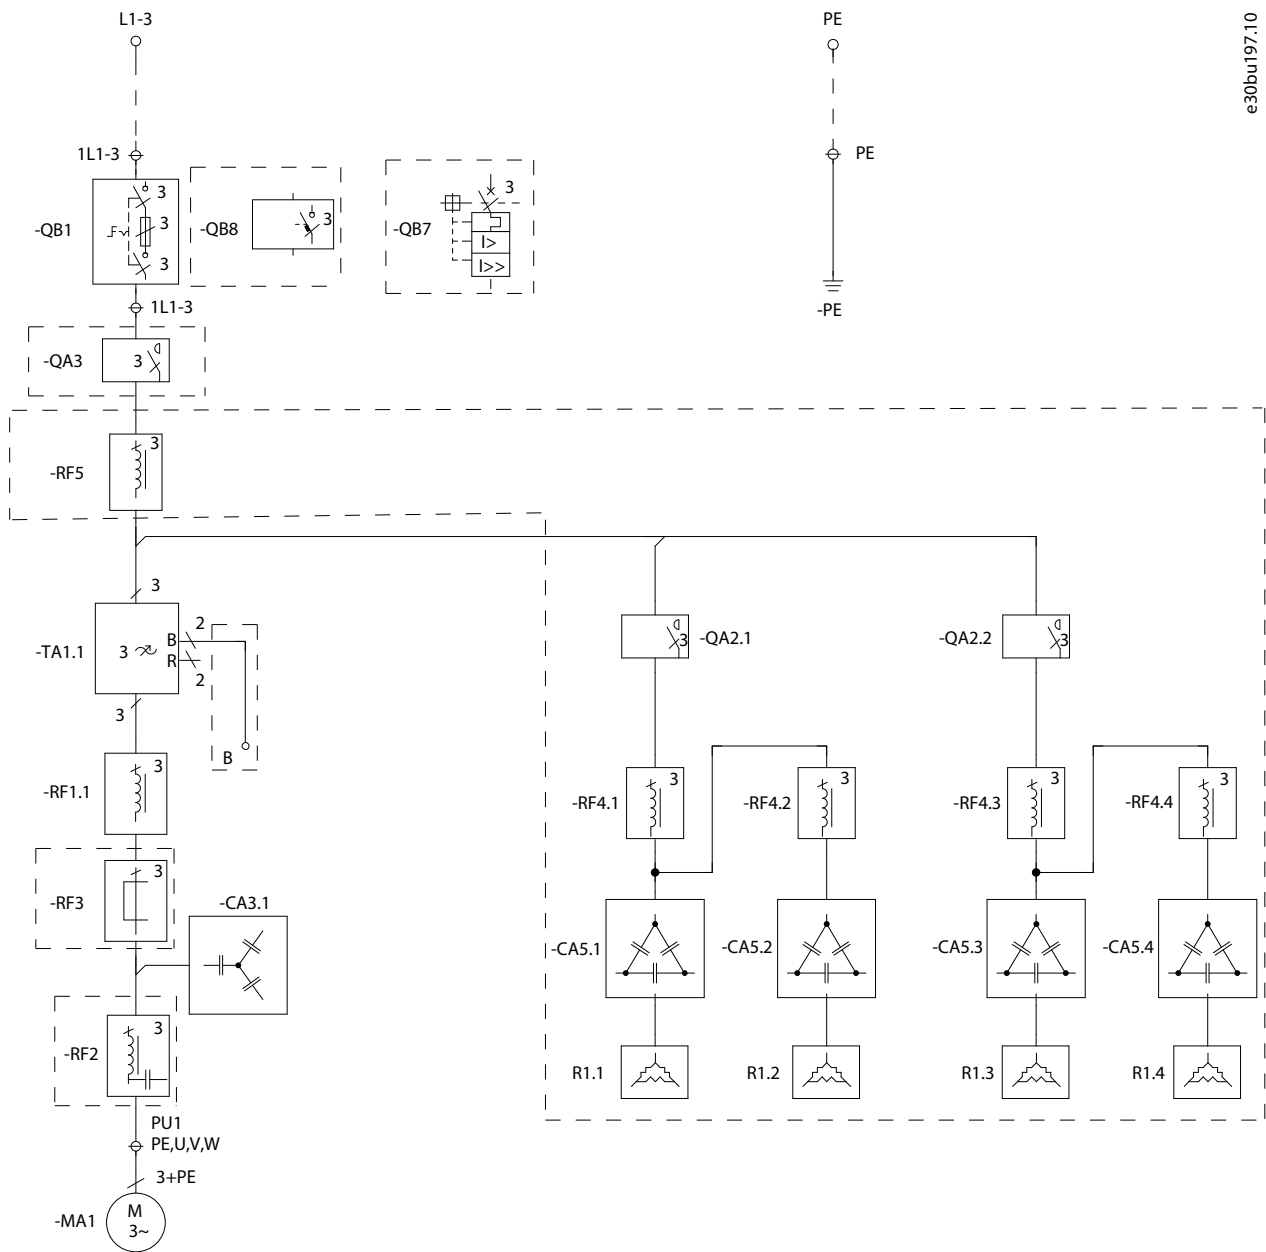 L1-3
PE
e30bu197.10
1L1-3
PE
3
-QB1
3
3
-QB8
3
-QB7
3
I>
I>>
1L1-3
-PE
-QA3
3
-RF5
3
3
-TA1.1
3
B
2
R
2
3
B
-QA2.1
3
-QA2.2
3
-RF1.1
3
-RF4.1
3
-RF4.2
3
-RF4.3
3
-RF4.4
3
-RF3
3
-CA3.1
-CA5.1
-CA5.2
-CA5.3
-CA5.4
-RF2
3
R1.1
R1.2
R1.3
R1.4
PU1
PE,U,V,W
3+PE
-MA1
M
3~